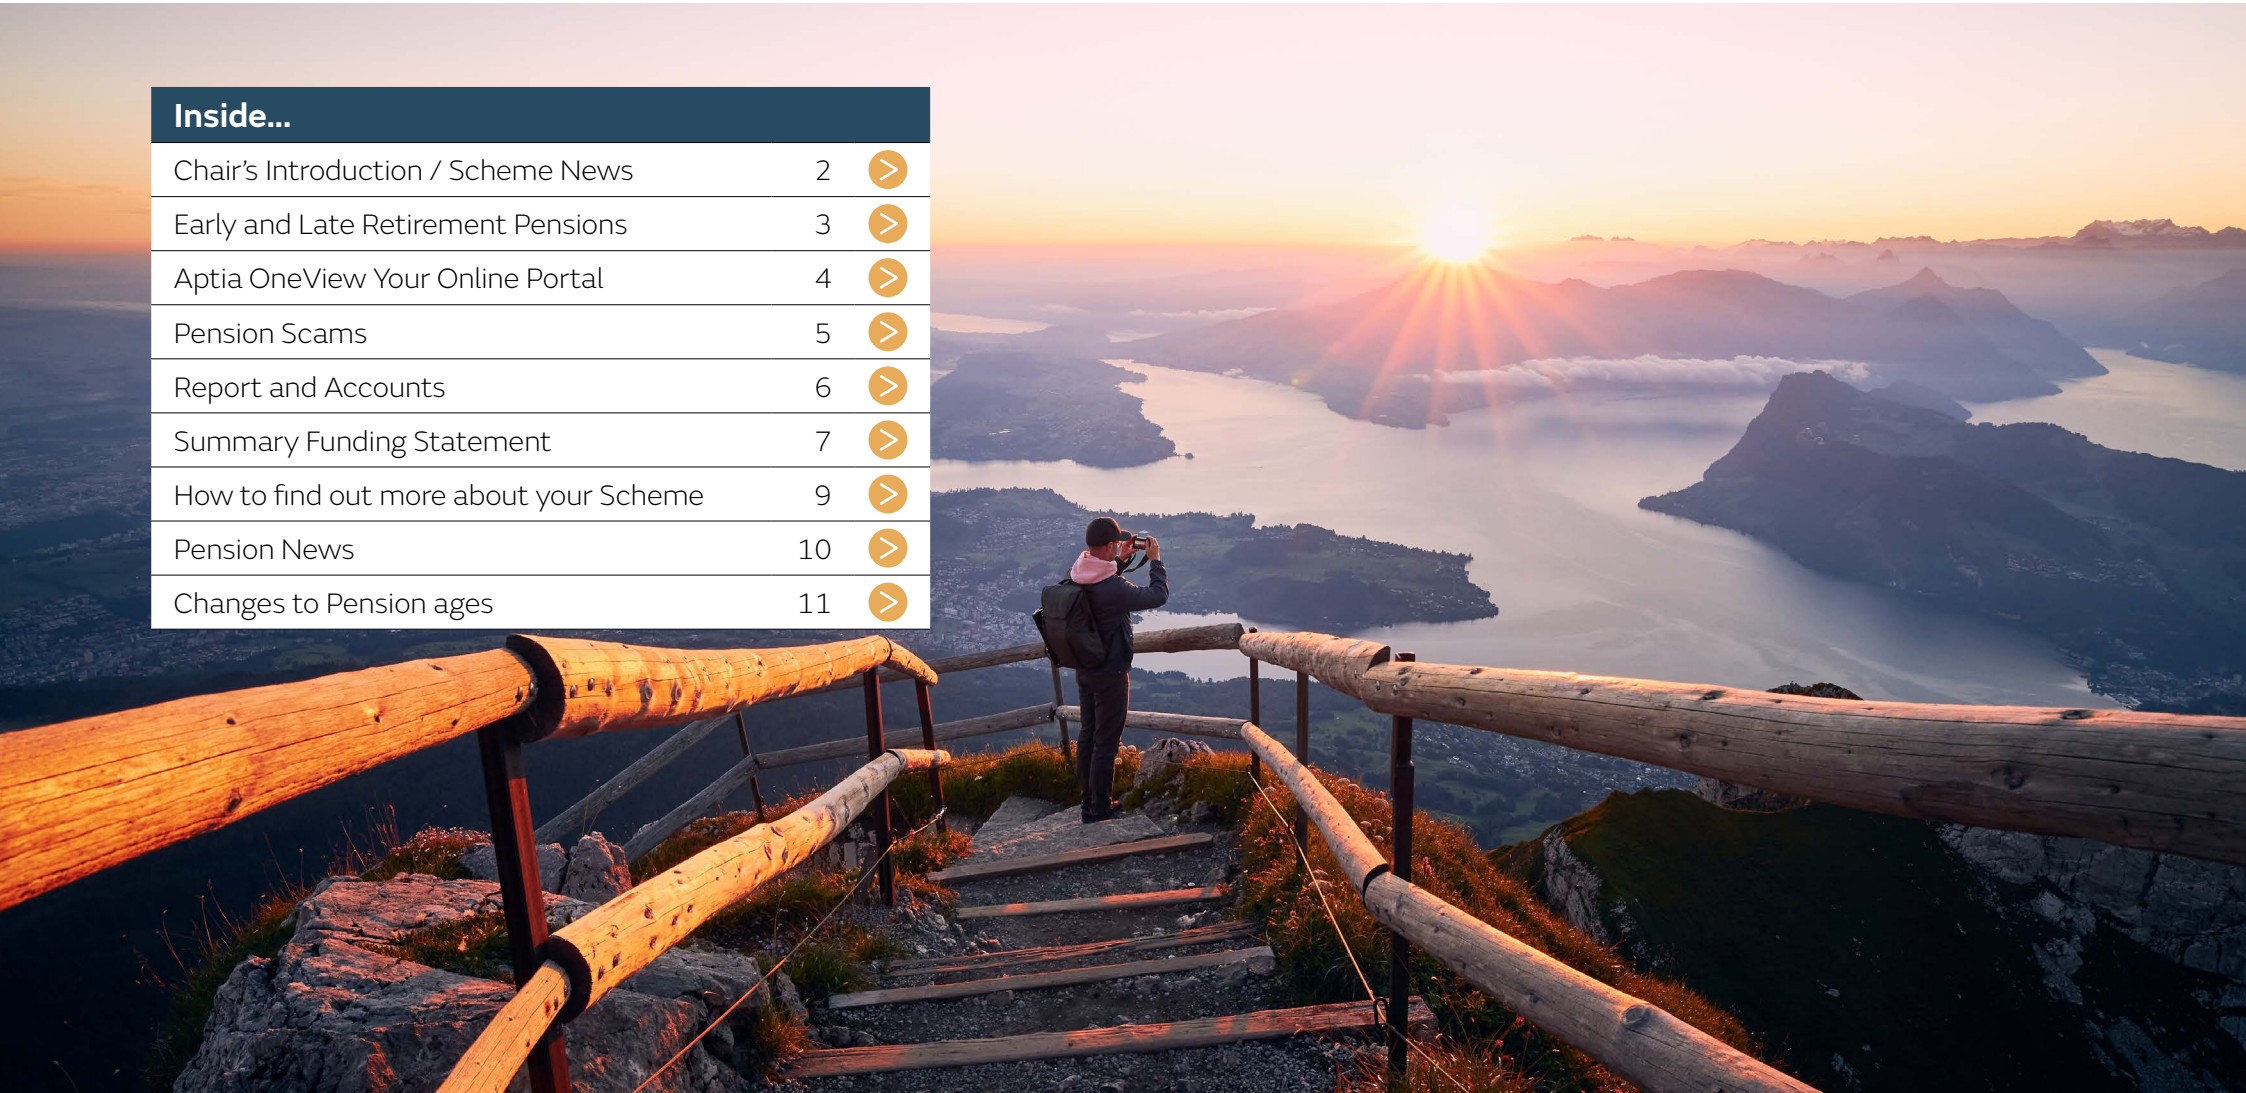 Inside...
Chair’s Introduction / Scheme News 2
Early and Late Retirement Pensions 3
Aptia OneView Your Online Portal 4
Pension Scams 5
Report and Accounts 6
Summary Funding Statement 7
How to find out more about your Scheme 9
Pension News 10
Changes to Pension ages 11